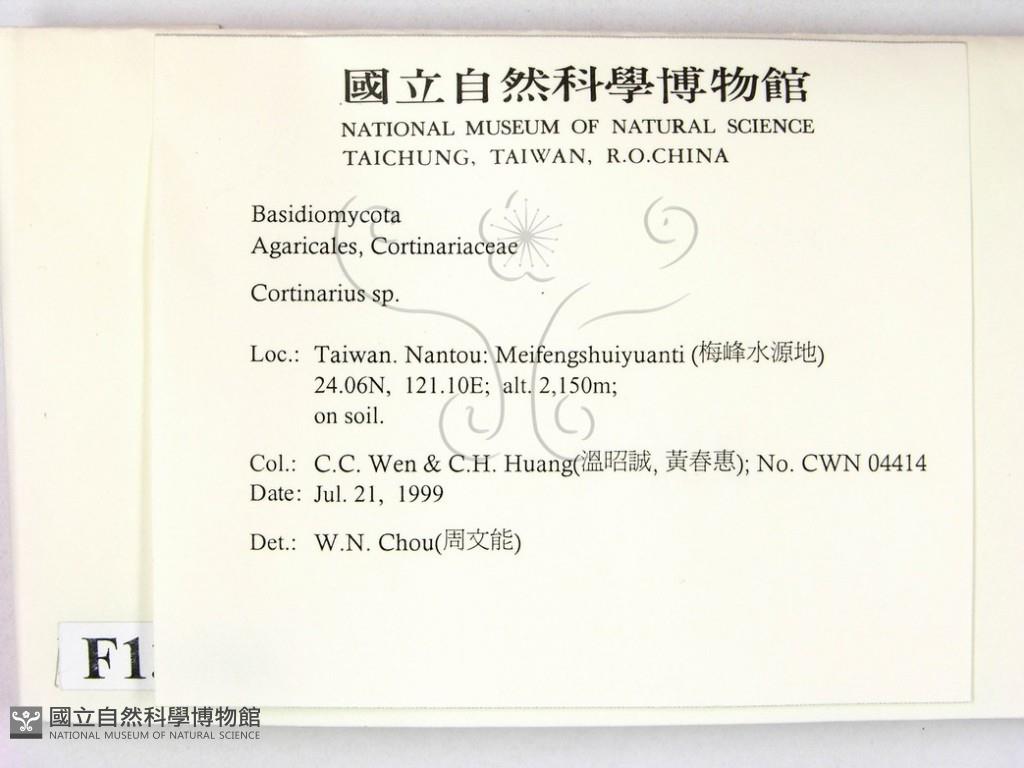 國立自然科學博物館
NATIONAL MUSEUM OF NATURAL SCIENCE
TAICHUNG, TAIWAN, R.O.CHINA
Basidiomycota
Agaricales, Cortinariaceae
Cortinarius sp.
Loc.: Taiwan. Nantou: Meifengshuiyuanti (梅峰水源地)
24.06N, 121.10E; alt. 2,150m;
on soil.
Col.: C.C. Wen & C.H. Huang(溫昭誠, 黃春惠); No. CWN 04414
Date: Jul. 21, 1999
Det.: W.N. Chou(周文能)
F1
國立自然科學博物館
NATIONAL MUSEUM OF NATURAL SCIENCE